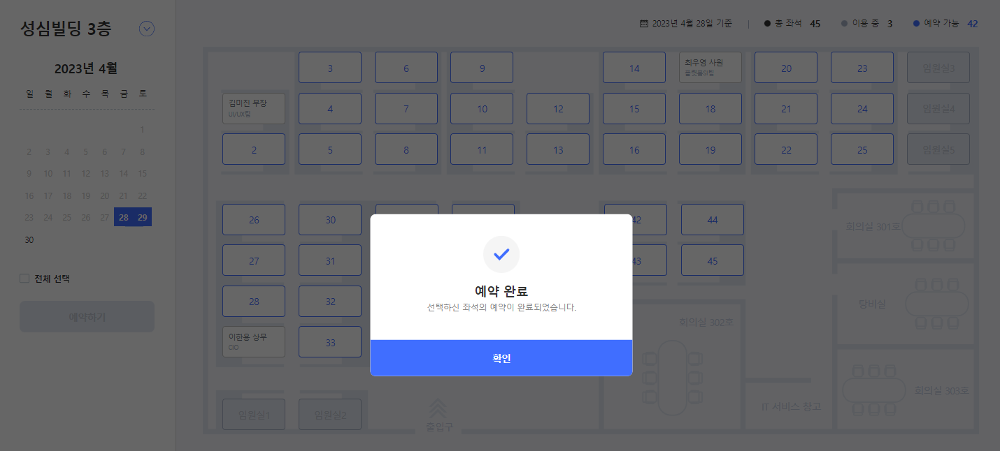 성심빌딩 3층
2023년 4월
일 월 화 수 목 금 토
1
2 3 4 5 6 7 8
9 10 11 12 13 14 15
16 17 18 19 20 21 22
23 24 25 26 27 28 29
30
전체 선택
예약하기
2023년 4월 28일 기준 | 총 좌석 45 이용 중 3 예약 가능 42
3 6 9 14 최우영 사원 20 23 임원실3
플랫폼SI팀
김미진 부장 4 7 10 12 15 18 21 24 임원실4
UI/UX팀
2 5 8 11 13 16 19 22 25 임원실5
26 30 42 44
27 31 43 45
28 32
이한용 상무 33
CIO
임원실1 임원실2
출입구
회의실 301호
탕비실
회의실 302호
회의실 303호
IT 서비스 창고
예약 완료
선택하신 좌석의 예약이 완료되었습니다.
확인